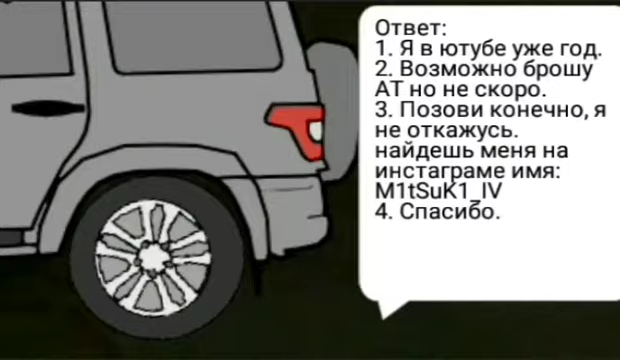 Ответ:
1. Я в ютубе уже год.
2. Возможно брошу
АТ но не скоро.
3. Позови конечно, я
не откажусь.
найдешь меня на
инстаграме имя:
M1tSuK1_IV
4. Спасибо.